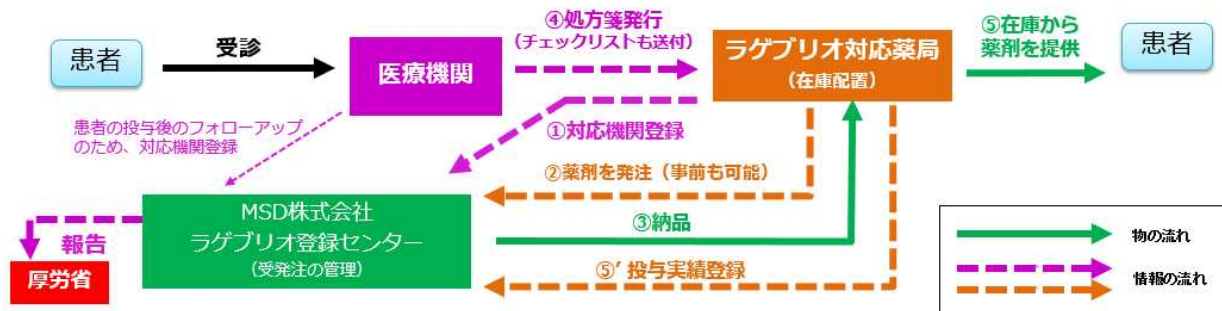 患者
受診
医療機関
④処方箋発行
（チェックリストも送付）
ラゲブリオ対応薬局
（在庫配置）
⑤在庫から
薬剤を提供
患者
患者の投与後のフォローアップ
のため、対応機関登録
①対応機関登録
②薬剤を発注（事前も可能）
MSD株式会社
ラゲブリオ登録センター
（受発注の管理）
③納品
⑤’投与実績登録
報告
厚労省
物の流れ
情報の流れ